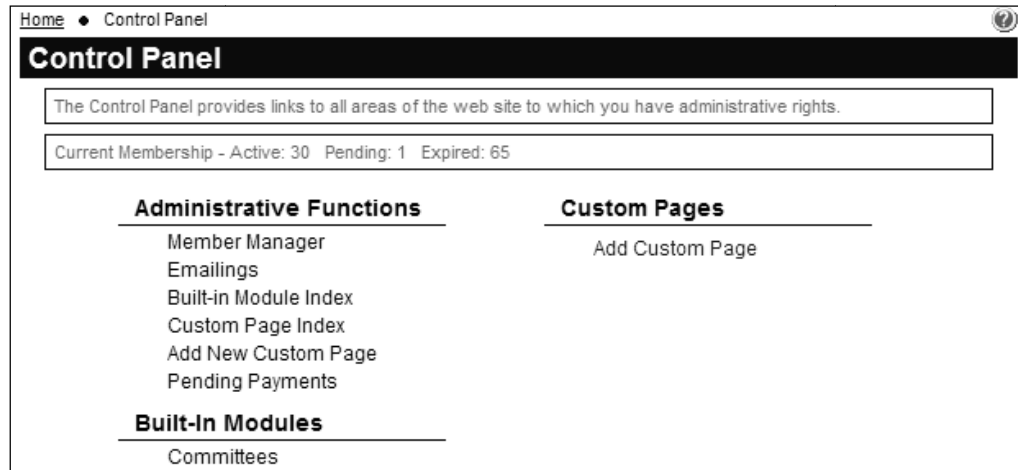 Home ● Control Panel
Control Panel
The Control Panel provides links to all areas of the web site to which you have administrative rights.
Current Membership - Active: 30 Pending: 1 Expired: 65
Administrative Functions
Member Manager
Emailings
Built-in Module Index
Custom Page Index
Add New Custom Page
Pending Payments
Built-In Modules
Committees
Custom Pages
Add Custom Page